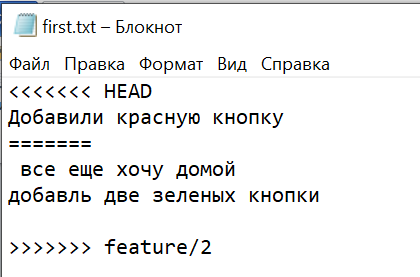 first.txt – Блокнот
Файл Правка Формат Вид Справка
<<<<<<< HEAD
Добавили красную кнопку
=======
 все еще хочу домой
добавль две зеленых кнопки

>>>>>>> feature/2